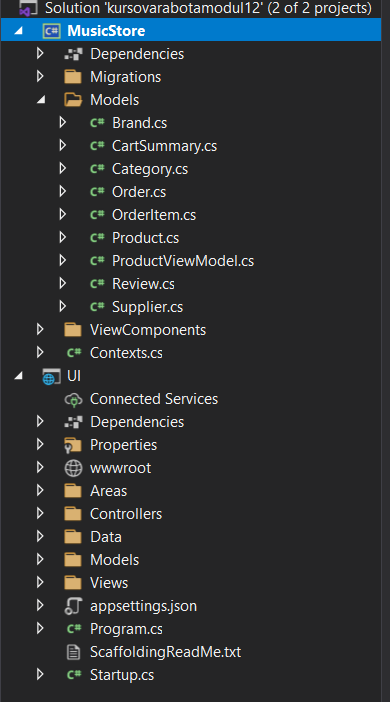 Solution 'kursovarabotamodul12' (2 of 2 projects)
MusicStore
Dependencies
Migrations
Models
C# Brand.cs
C# CartSummary.cs
C# Category.cs
C# Order.cs
C# OrderItem.cs
C# Product.cs
C# ProductViewModel.cs
C# Review.cs
C# Supplier.cs
ViewComponents
C# Contexts.cs
UI
Connected Services
Dependencies
Properties
wwwroot
Areas
Controllers
Data
Models
Views
appsettings.json
C# Program.cs
ScaffoldingReadMe.txt
C# Startup.cs